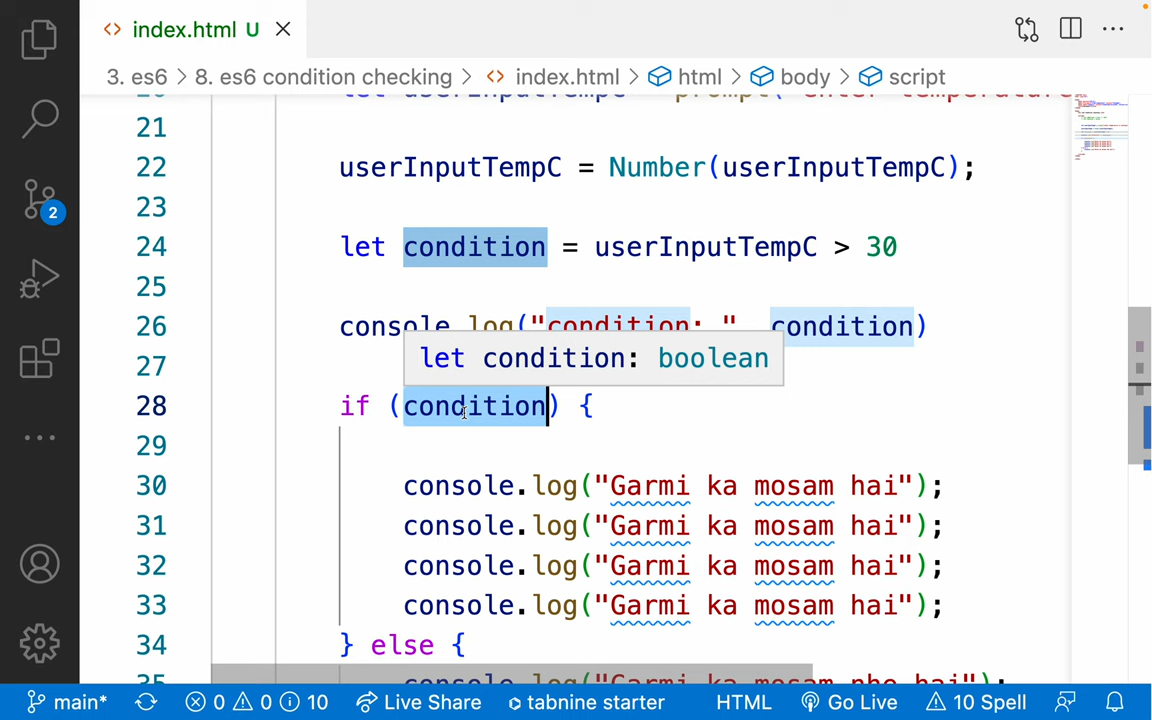 index.html U
3. es6 > 8. es6 condition checking > index.html > html > body > script
21
22 userInputTempC = Number(userInputTempC);
23
24 let condition = userInputTempC > 30
25
26 console.log("condition: ", condition)
27
let condition: boolean
28 if (condition) {
29
30 console.log("Garmi ka mosam hai");
31 console.log("Garmi ka mosam hai");
32 console.log("Garmi ka mosam hai");
33 console.log("Garmi ka mosam hai");
34 } else {
2
main* 0 0 10 Live Share tabnine starter HTML Go Live 10 Spell